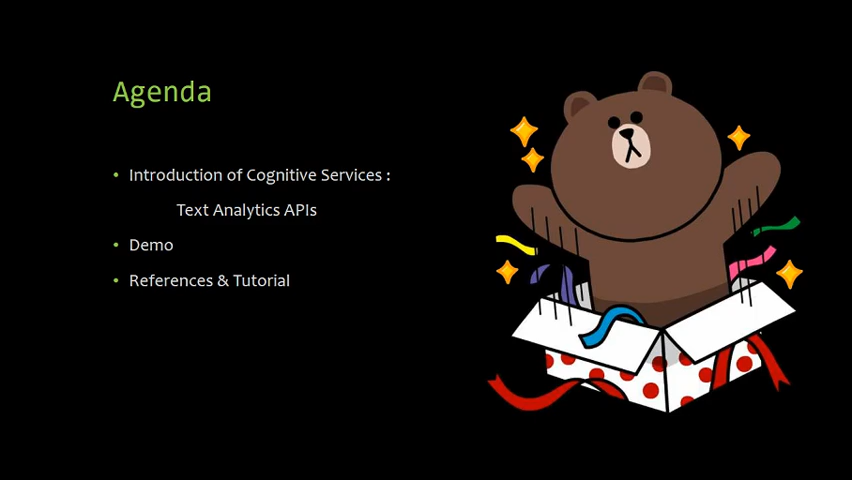 Agenda
• Introduction of Cognitive Services :
Text Analytics APIs
• Demo
• References & Tutorial